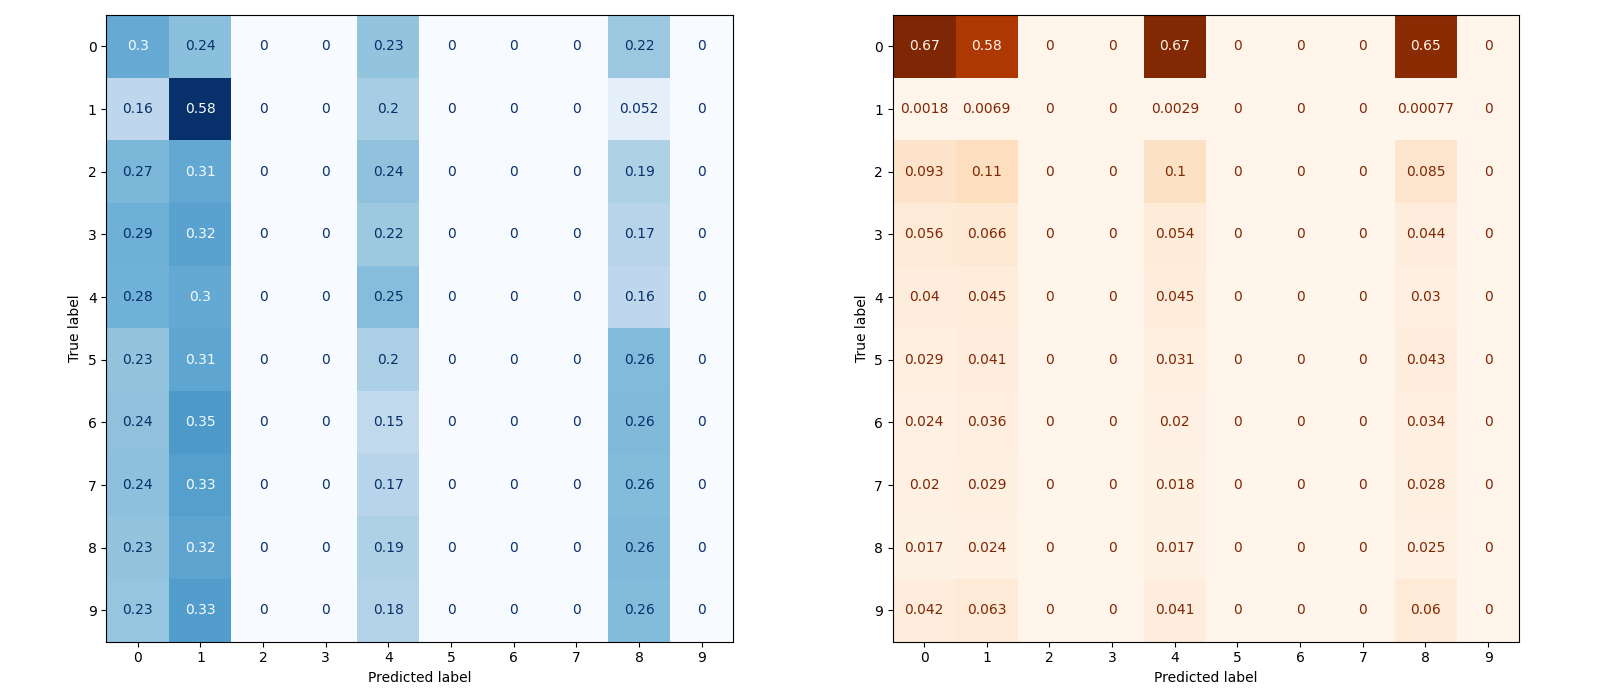 0 0.3 0.24 0 0 0.23 0 0 0 0.22 0
1 0.16 0.58 0 0 0.2 0 0 0 0.052 0
2 0.27 0.31 0 0 0.24 0 0 0 0.19 0
3 0.29 0.32 0 0 0.22 0 0 0 0.17 0
4 0.28 0.3 0 0 0.25 0 0 0 0.16 0
5 0.23 0.31 0 0 0.2 0 0 0 0.26 0
6 0.24 0.35 0 0 0.15 0 0 0 0.26 0
7 0.24 0.33 0 0 0.17 0 0 0 0.26 0
8 0.23 0.32 0 0 0.19 0 0 0 0.26 0
9 0.23 0.33 0 0 0.18 0 0 0 0.26 0
0 1 2 3 4 5 6 7 8 9
Predicted label
True label
0 0.67 0.58 0 0 0.67 0 0 0 0.65 0
1 0.0018 0.0069 0 0 0.0029 0 0 0 0.00077 0
2 0.093 0.11 0 0 0.1 0 0 0 0.085 0
3 0.056 0.066 0 0 0.054 0 0 0 0.044 0
4 0.04 0.045 0 0 0.045 0 0 0 0.03 0
5 0.029 0.041 0 0 0.031 0 0 0 0.043 0
6 0.024 0.036 0 0 0.02 0 0 0 0.034 0
7 0.02 0.029 0 0 0.018 0 0 0 0.028 0
8 0.017 0.024 0 0 0.017 0 0 0 0.025 0
9 0.042 0.063 0 0 0.041 0 0 0 0.06 0
0 1 2 3 4 5 6 7 8 9
Predicted label
True label